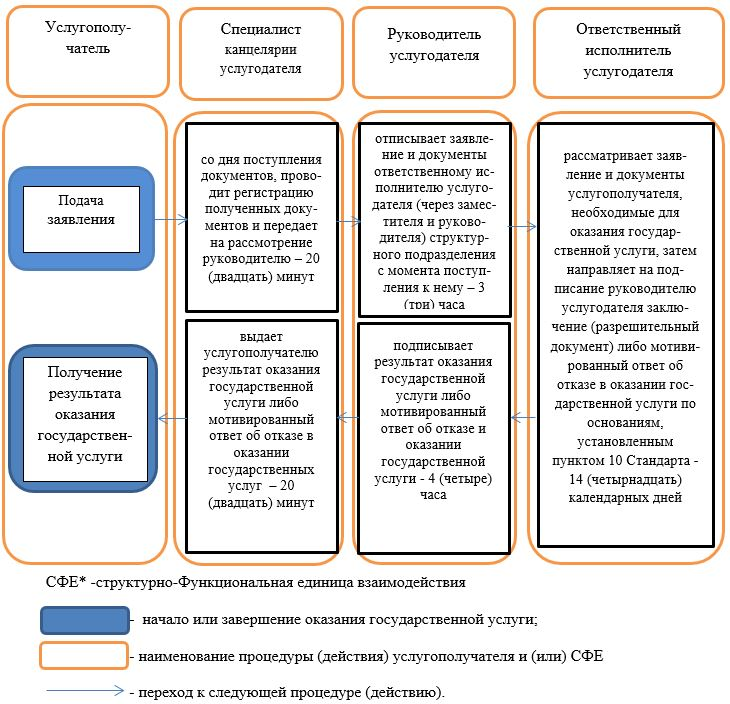 Услугополу-
чатель
Специалист
канцелярии
услугодателя
Руководитель
услугодателя
Ответственный
исполнитель
услугодателя
Подача
заявления
со дня поступления
документов, прово-
дит регистрацию
полученных доку-
ментов и передает
на рассмотрение
руководителю – 20
(двадцать) минут
отписывает заявле-
ние и документы
ответственному ис-
полнителю услуго-
дателя (через замес-
тителя и руково-
дителя) структур-
ного подразделения
с момента поступ-
ления к нему – 3
(три) часа
рассматривает заяв-
ление и документы
услугополучателя,
необходимые для
оказания государ-
ственной услуги, затем
направляет на под-
писание руководителю
услугодателя заклю-
чение (разрешительный
документ) либо мотиви-
рованный ответ об
отказе в оказании гос-
дарственной услуги по
основаниям,
установленным
пунктом 10 Стандарта -
14 (четырнадцать)
календарных дней
подписывает
результат оказания
государственной
услуги либо
мотивированный
ответ об отказе и
оказании
государственной
услуги - 4 (четыре)
часа
выдает
услугополучателю
результат оказания
государственной
услуги либо
мотивированный
ответ об отказе в
оказании
государственных
услуг – 20
(двадцать) минут
Получение
результата
оказания
государствен-
ной услуги
СФЕ* -структурно-Функциональная единица взаимодействия
- начало или завершение оказания государственной услуги;
- наименование процедуры (действия) услугополучателя и (или) СФЕ
- переход к следующей процедуре (действию).